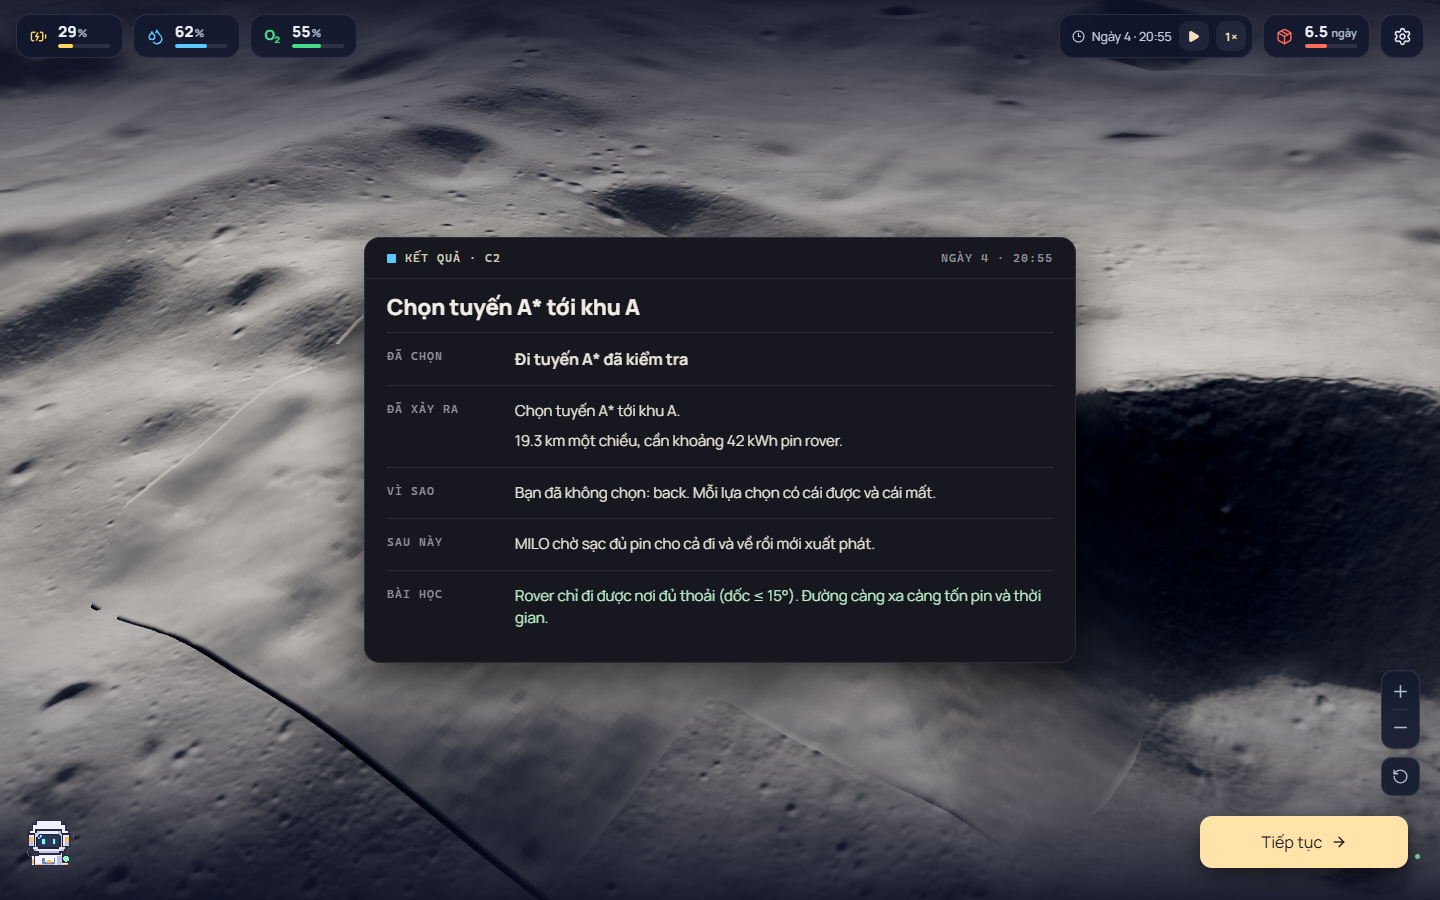 29%
62%
O₂ 55%
Ngày 4 · 20:55
1×
6.5 ngày
KẾT QUẢ · C2
NGÀY 4 · 20:55
Chọn tuyến A* tới khu A
ĐÃ CHỌN
Đi tuyến A* đã kiểm tra
ĐÃ XẢY RA
Chọn tuyến A* tới khu A.
19.3 km một chiều, cần khoảng 42 kWh pin rover.
VÌ SAO
Bạn đã không chọn: back. Mỗi lựa chọn có cái được và cái mất.
SAU NÀY
MILO chờ sạc đủ pin cho cả đi và về rồi mới xuất phát.
BÀI HỌC
Rover chỉ đi được nơi đủ thoải (dốc ≤ 15°). Đường càng xa càng tốn pin và thời
gian.
Tiếp tục →